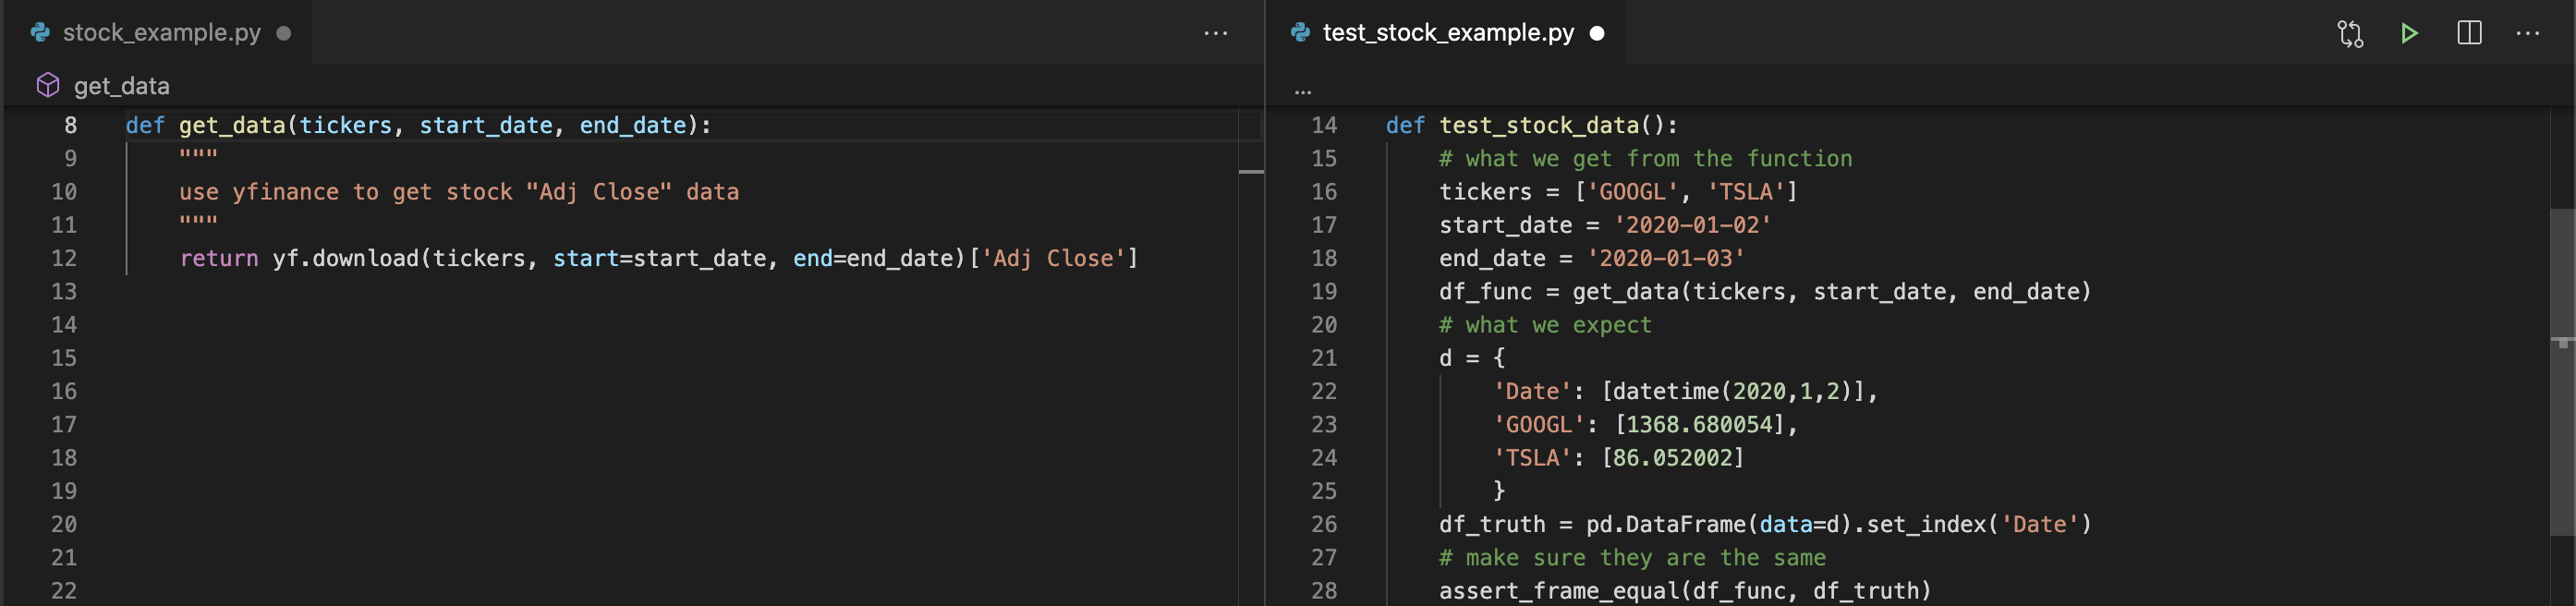 stock_example.py
...
get_data
8 def get_data(tickers, start_date, end_date):
9 """
10 use yfinance to get stock "Adj Close" data
11 """
12 return yf.download(tickers, start=start_date, end=end_date)['Adj Close']
13
14
15
16
17
18
19
20
21
22
test_stock_example.py
...
...
14 def test_stock_data():
15 # what we get from the function
16 tickers = ['GOOGL', 'TSLA']
17 start_date = '2020-01-02'
18 end_date = '2020-01-03'
19 df_func = get_data(tickers, start_date, end_date)
20 # what we expect
21 d = {
22 'Date': [datetime(2020,1,2)],
23 'GOOGL': [1368.680054],
24 'TSLA': [86.052002]
25 }
26 df_truth = pd.DataFrame(data=d).set_index('Date')
27 # make sure they are the same
28 assert_frame_equal(df_func, df_truth)